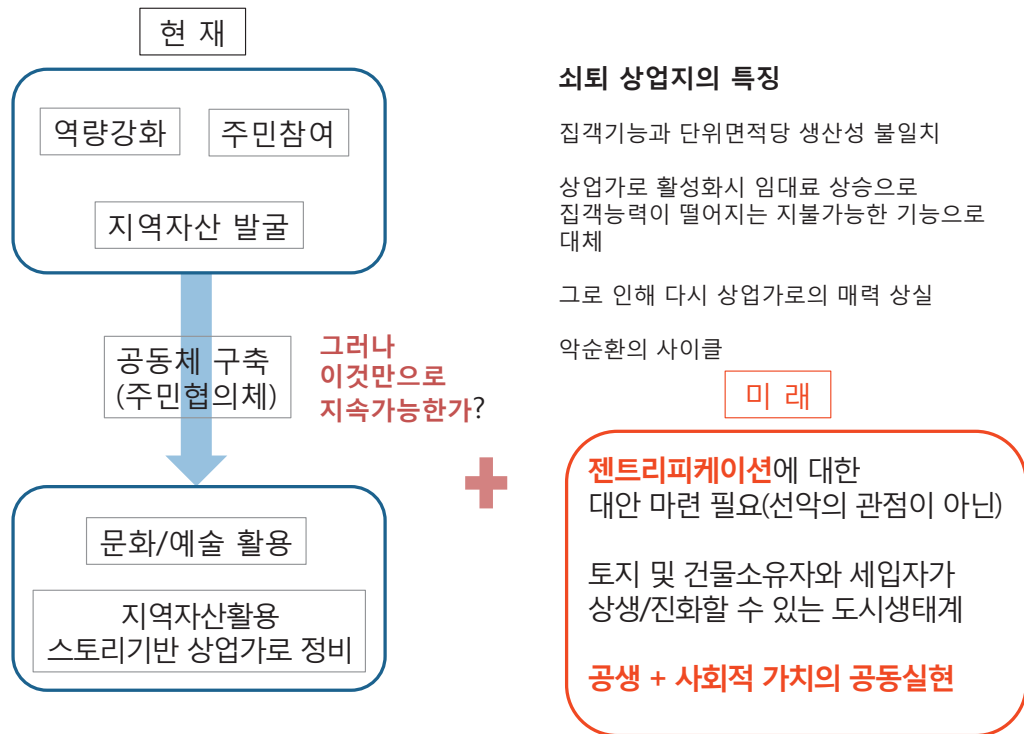 현 재
역량강화
주민참여
지역자산 발굴
공동체 구축
(주민협의체)
그러나
이것만으로
지속가능한가?
문화/예술 활용
지역자산활용
스토리기반 상업가로 정비
쇠퇴 상업지의 특징
집객기능과 단위면적당 생산성 불일치
상업가로 활성화시 임대료 상승으로
집객능력이 떨어지는 지불가능한 기능으로
대체
그로 인해 다시 상업가로의 매력 상실
악순환의 사이클
미 래
젠트리피케이션에 대한
대안 마련 필요(선악의 관점이 아닌)
토지 및 건물소유자와 세입자가
상생/진화할 수 있는 도시생태계
공생 + 사회적 가치의 공동실현